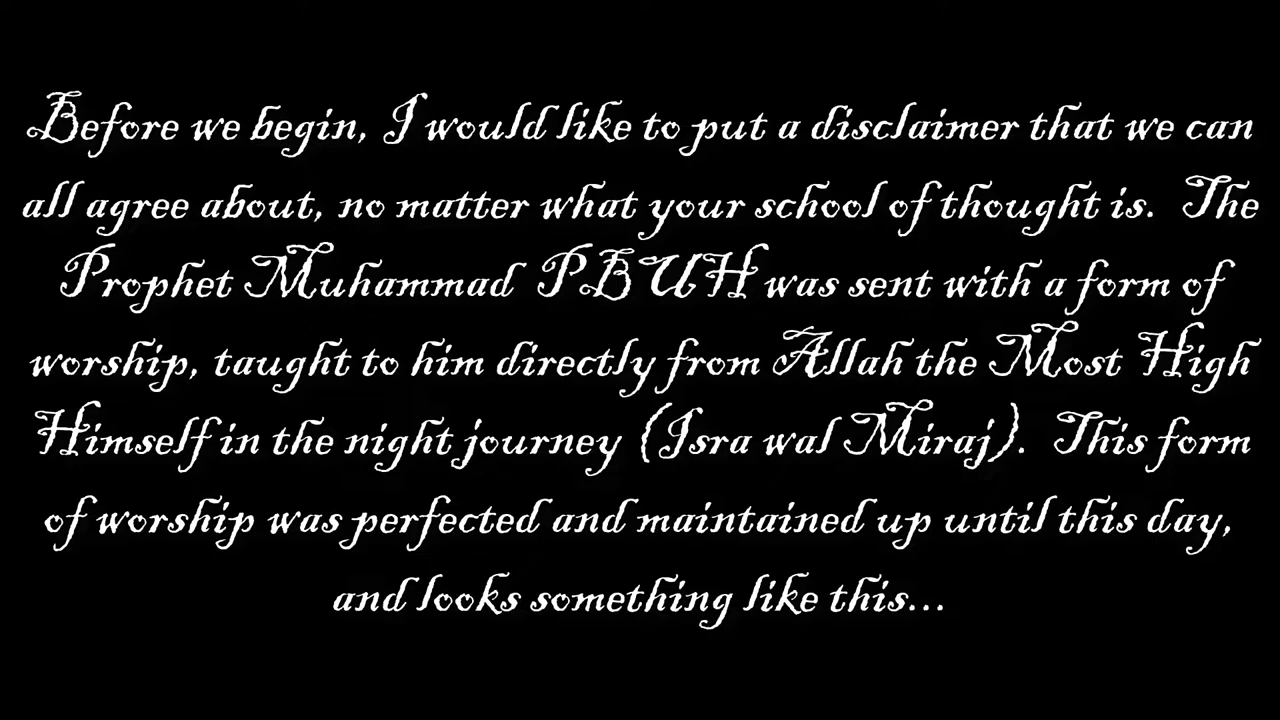 Before we begin, I would like to put a disclaimer that we can
all agree about, no matter what your school of thought is. The
Prophet Muhammad PBUH was sent with a form of
worship, taught to him directly from Allah the Most High
Himself in the night journey (Isra wal Miraj). This form
of worship was perfected and maintained up until this day,
and looks something like this...